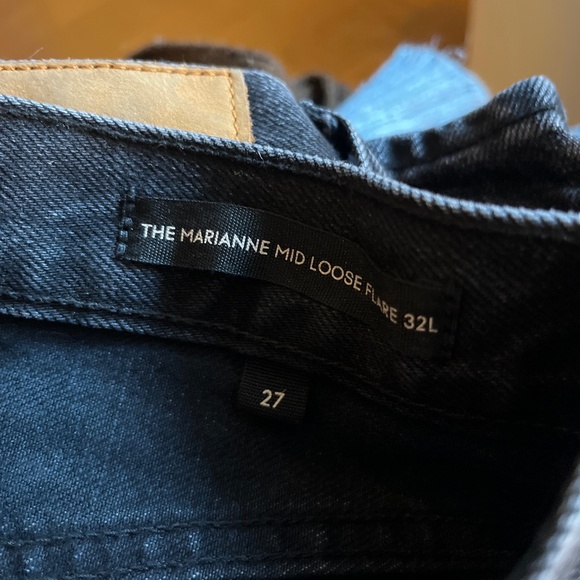 THE MARIANNE MID LOOSE FLARE 32L
27